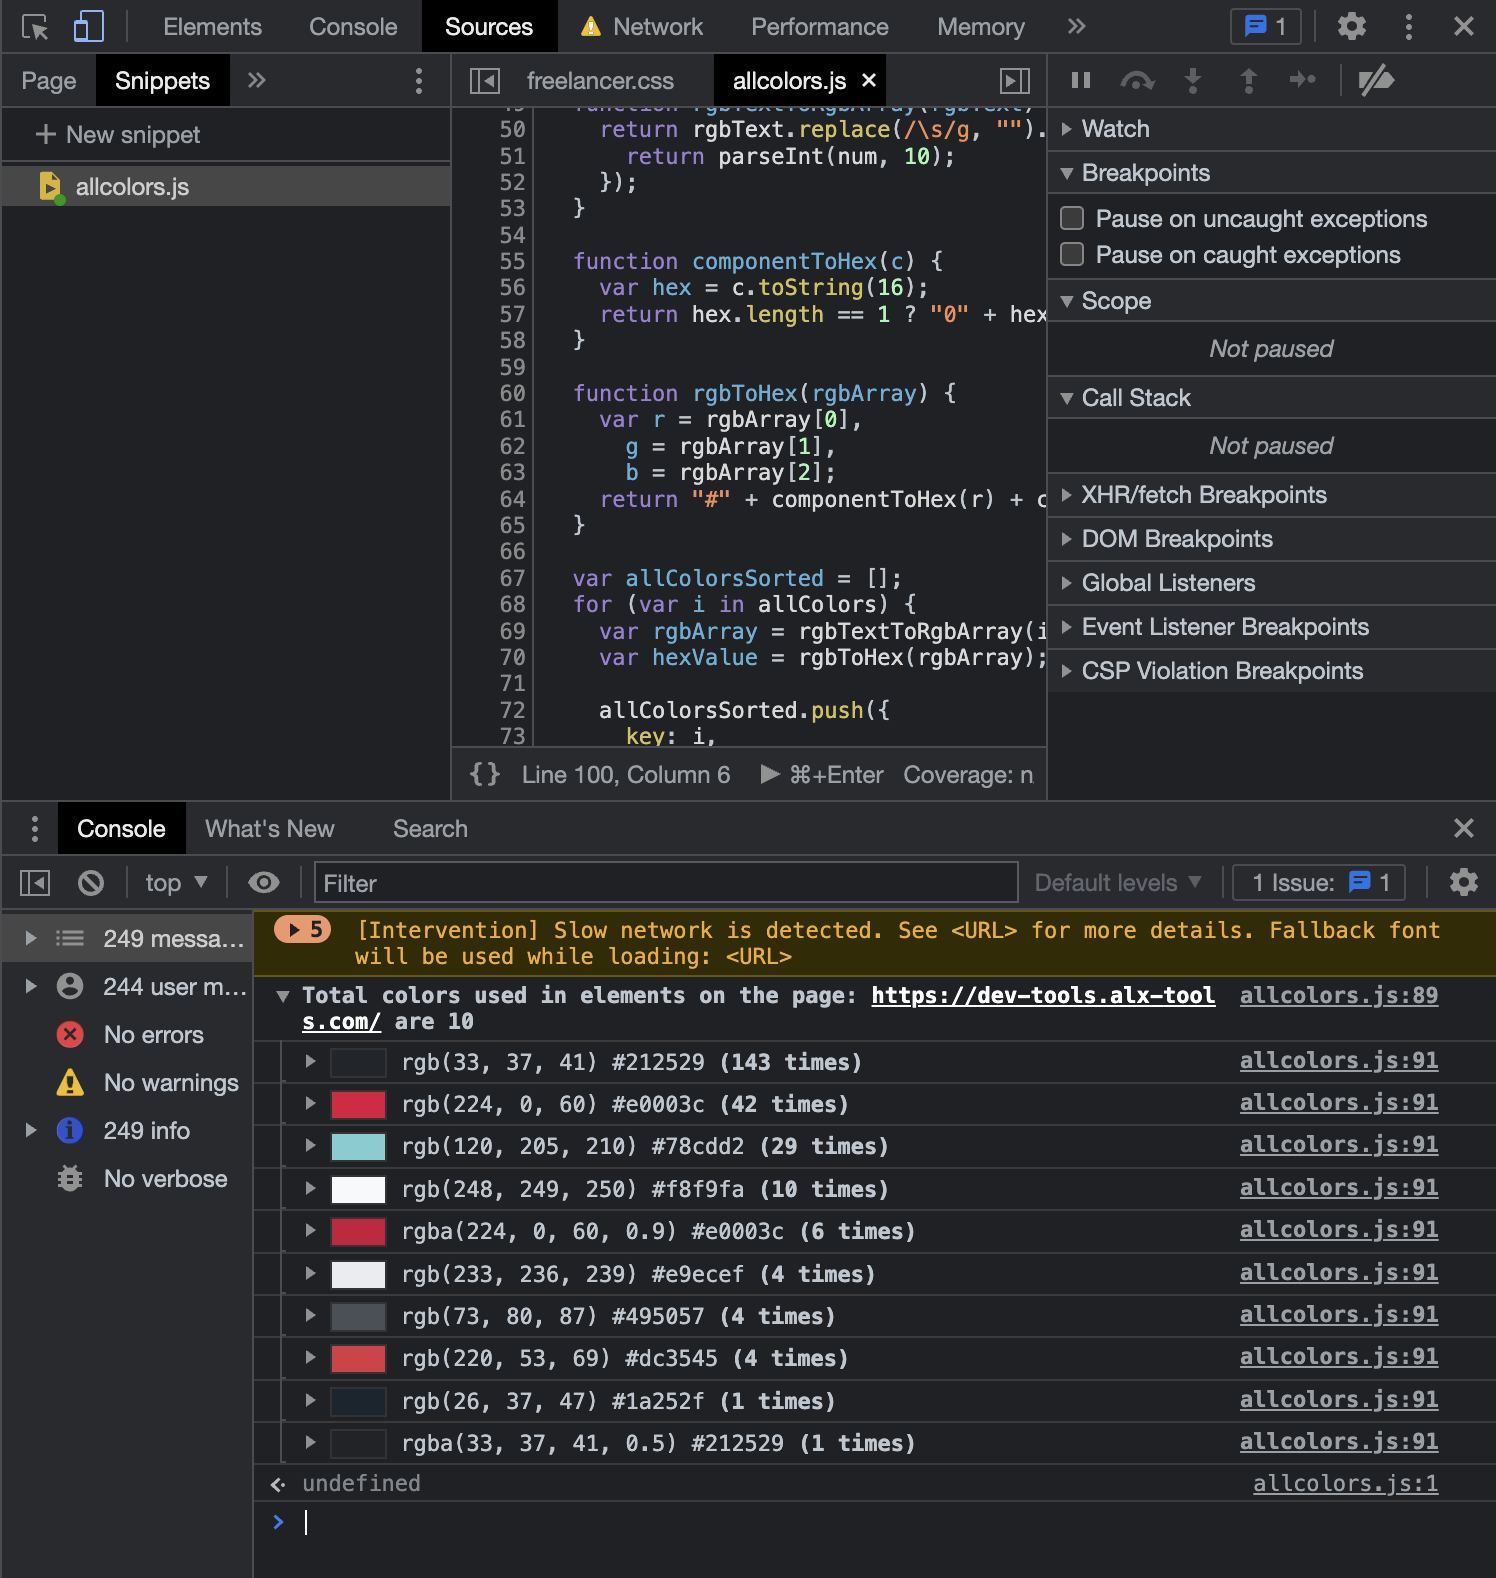 Elements Console Sources Network Performance Memory 1
Page Snippets
freelancer.css allcolors.js
New snippet
allcolors.js
49 function rgbTextToRgbArray(rgbText)
50 return rgbText.replace(/\s/g, "").
51 return parseInt(num, 10);
52 });
53 }
54
55 function componentToHex(c) {
56 var hex = c.toString(16);
57 return hex.length == 1 ? "0" + hex
58 }
59
60 function rgbToHex(rgbArray) {
61 var r = rgbArray[0],
62 g = rgbArray[1],
63 b = rgbArray[2];
64 return "#" + componentToHex(r) + c
65 }
66
67 var allColorsSorted = [];
68 for (var i in allColors) {
69 var rgbArray = rgbTextToRgbArray(i
70 var hexValue = rgbToHex(rgbArray);
71
72 allColorsSorted.push({
73 key: i,
{} Line 100, Column 6 ⌘+Enter Coverage: n
Watch
Breakpoints
Pause on uncaught exceptions
Pause on caught exceptions
Scope
Not paused
Call Stack
Not paused
XHR/fetch Breakpoints
DOM Breakpoints
Global Listeners
Event Listener Breakpoints
CSP Violation Breakpoints
Console What's New Search
top Filter Default levels 1 Issue: 1
249 messa...
244 user m...
No errors
No warnings
249 info
No verbose
5 [Intervention] Slow network is detected. See <URL> for more details. Fallback font
will be used while loading: <URL>
Total colors used in elements on the page: https://dev-tools.alx-tool allcolors.js:89
s.com/ are 10
rgb(33, 37, 41) #212529 (143 times) allcolors.js:91
rgb(224, 0, 60) #e0003c (42 times) allcolors.js:91
rgb(120, 205, 210) #78cdd2 (29 times) allcolors.js:91
rgb(248, 249, 250) #f8f9fa (10 times) allcolors.js:91
rgba(224, 0, 60, 0.9) #e0003c (6 times) allcolors.js:91
rgb(233, 236, 239) #e9ecef (4 times) allcolors.js:91
rgb(73, 80, 87) #495057 (4 times) allcolors.js:91
rgb(220, 53, 69) #dc3545 (4 times) allcolors.js:91
rgb(26, 37, 47) #1a252f (1 times) allcolors.js:91
rgba(33, 37, 41, 0.5) #212529 (1 times) allcolors.js:91
undefined allcolors.js:1